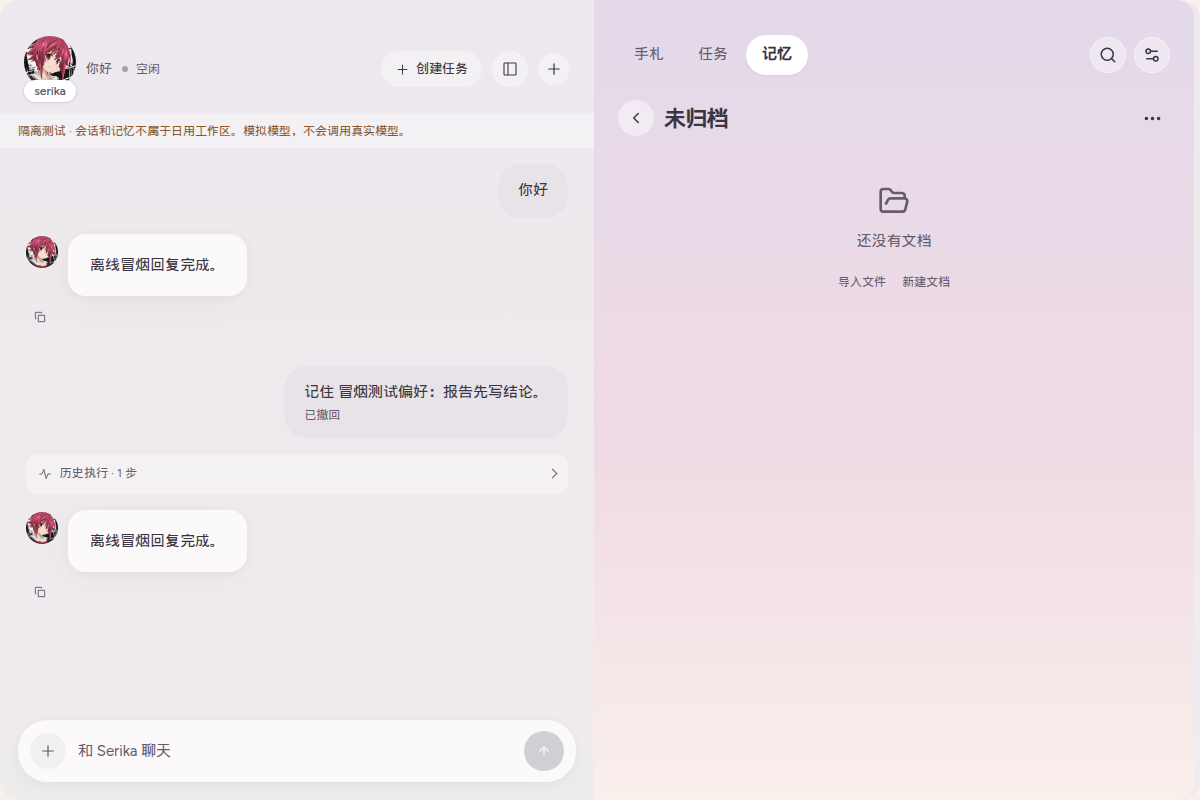 你好
空闲
创建任务
serika
隔离测试 · 会话和记忆不属于日用工作区。模拟模型，不会调用真实模型。
你好
离线冒烟回复完成。
记住 冒烟测试偏好：报告先写结论。
已撤回
历史执行 · 1 步
离线冒烟回复完成。
和 Serika 聊天
手札
任务
记忆
未归档
还没有文档
导入文件
新建文档